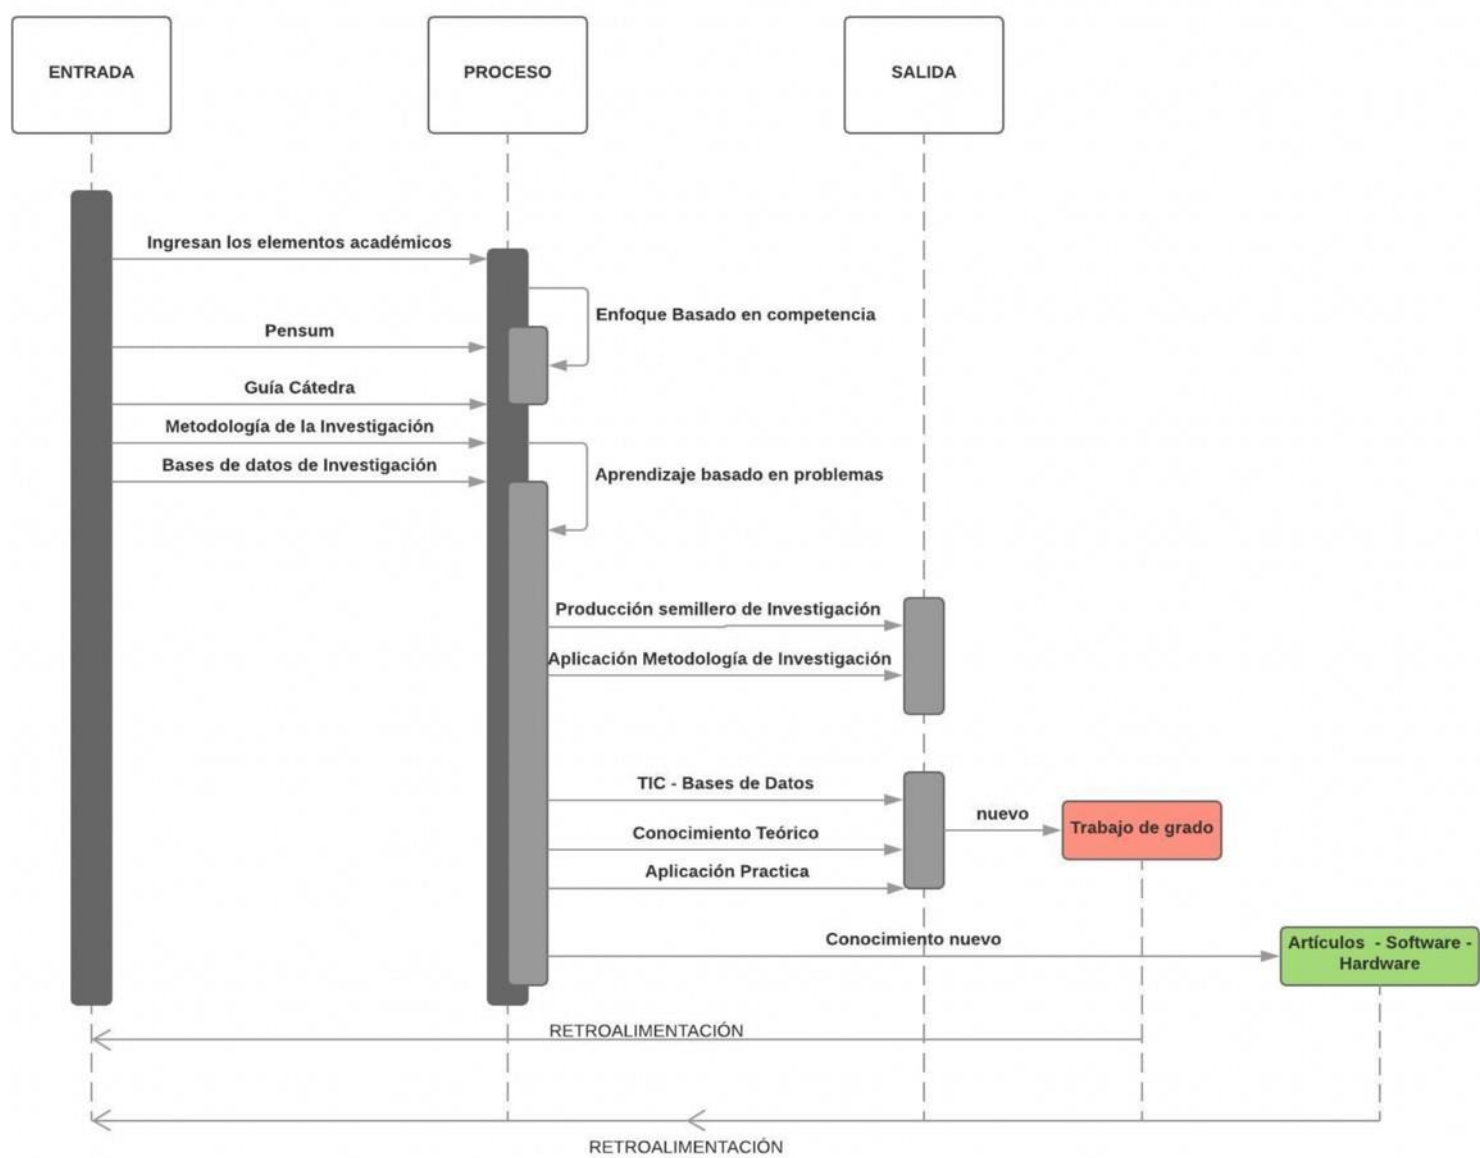 ENTRADA
PROCESO
SALIDA
Ingresan los elementos académicos
Enfoque Basado en competencia
Pensum
Guía Cátedra
Metodología de la Investigación
Bases de datos de Investigación
Aprendizaje basado en problemas
Producción semillero de Investigación
Aplicación Metodología de Investigación
TIC - Bases de Datos
nuevo
Trabajo de grado
Conocimiento Teórico
Aplicación Practica
Conocimiento nuevo
Artículos - Software -
Hardware
RETROALIMENTACIÓN
RETROALIMENTACIÓN